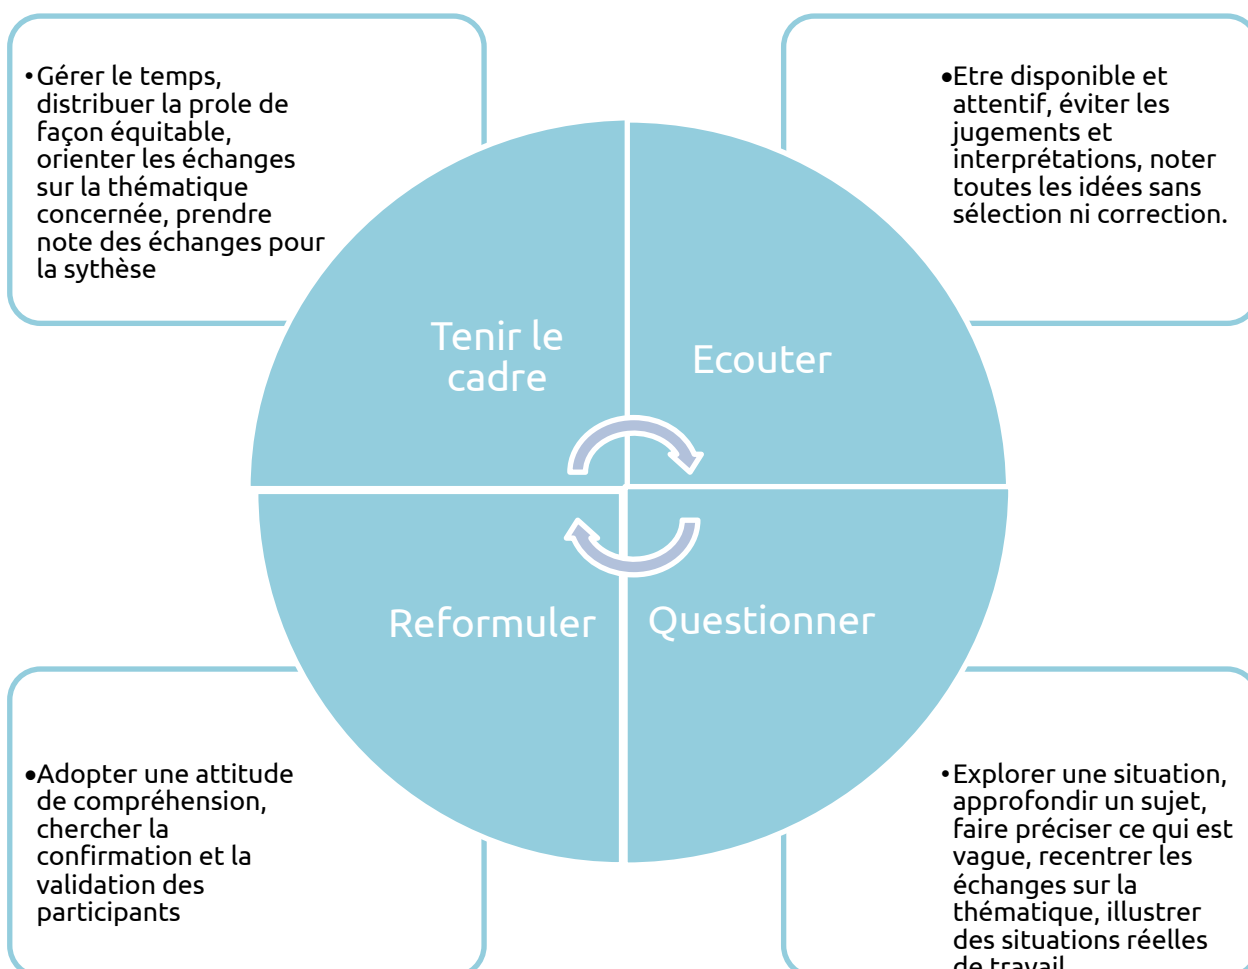 •Gérer le temps,
distribuer la prole de
façon équitable,
orienter les échanges
sur la thématique
concernée, prendre
note des échanges pour
la sythèse
•Etre disponible et
attentif, éviter les
jugements et
interprétations, noter
toutes les idées sans
sélection ni correction.
Tenir le
cadre
Ecouter
Reformuler
Questionner
•Adopter une attitude
de compréhension,
chercher la
confirmation et la
validation des
participants
•Explorer une situation,
approfondir un sujet,
faire préciser ce qui est
vague, recentrer les
échanges sur la
thématique, illustrer
des situations réelles
de travail